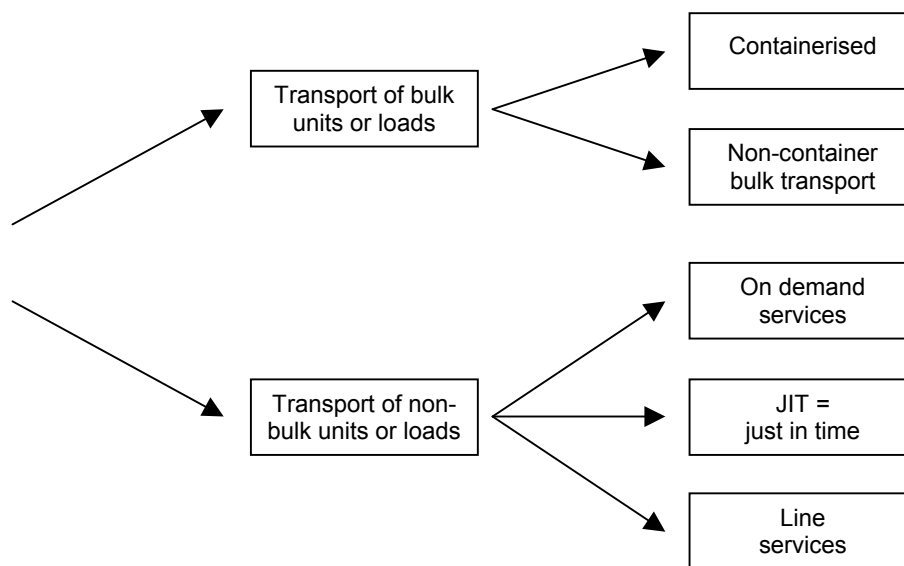 Containerised
Transport of bulk
units or loads
Non-container
bulk transport
On demand
services
Transport of non-
bulk units or loads
JIT =
just in time
Line
services